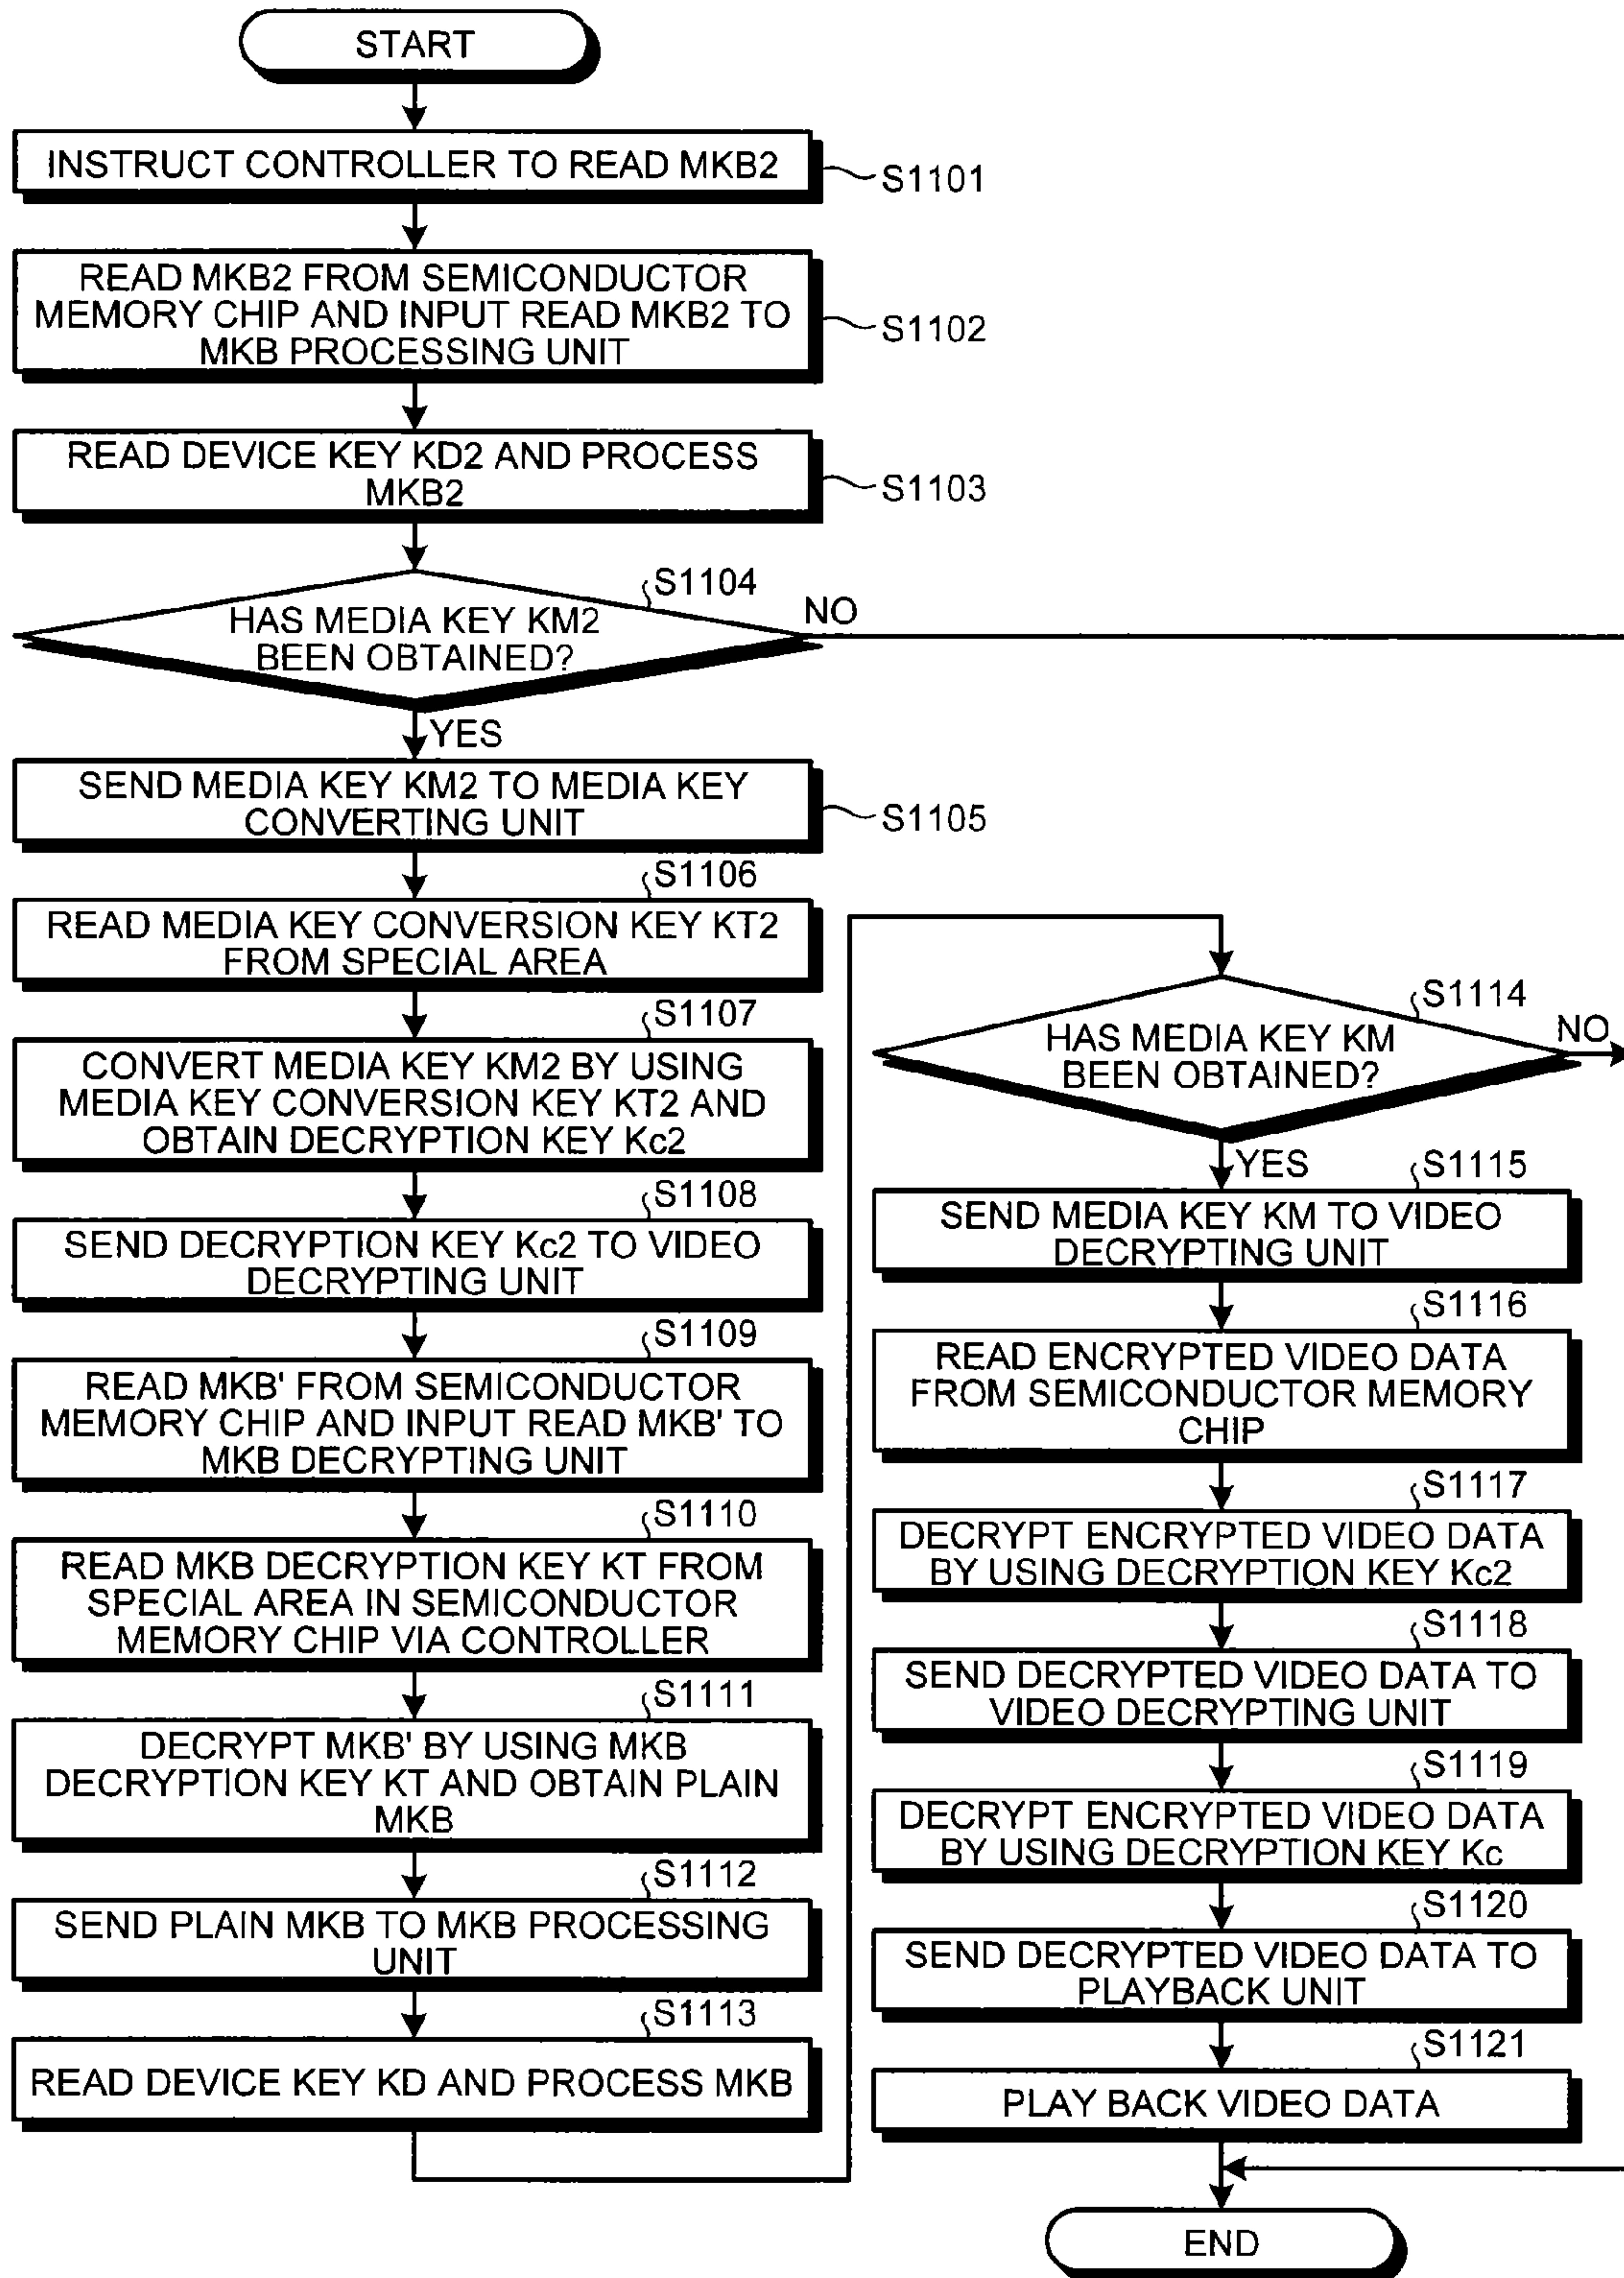 START
INSTRUCT CONTROLLER TO READ MKB2
S1101
READ MKB2 FROM SEMICONDUCTOR
MEMORY CHIP AND INPUT READ MKB2 TO
MKB PROCESSING UNIT
S1102
READ DEVICE KEY KD2 AND PROCESS
MKB2
S1103
S1104
HAS MEDIA KEY KM2
BEEN OBTAINED?
NO
YES
SEND MEDIA KEY KM2 TO MEDIA KEY
CONVERTING UNIT
S1105
S1106
READ MEDIA KEY CONVERSION KEY KT2
FROM SPECIAL AREA
S1107
CONVERT MEDIA KEY KM2 BY USING
MEDIA KEY CONVERSION KEY KT2 AND
OBTAIN DECRYPTION KEY Kc2
S1108
SEND DECRYPTION KEY Kc2 TO VIDEO
DECRYPTING UNIT
S1109
READ MKB' FROM SEMICONDUCTOR
MEMORY CHIP AND INPUT READ MKB' TO
MKB DECRYPTING UNIT
S1110
READ MKB DECRYPTION KEY KT FROM
SPECIAL AREA IN SEMICONDUCTOR
MEMORY CHIP VIA CONTROLLER
S1111
DECRYPT MKB' BY USING MKB
DECRYPTION KEY KT AND OBTAIN PLAIN
MKB
S1112
SEND PLAIN MKB TO MKB PROCESSING
UNIT
S1113
READ DEVICE KEY KD AND PROCESS MKB
S1114
HAS MEDIA KEY KM
BEEN OBTAINED?
NO
YES
S1115
SEND MEDIA KEY KM TO VIDEO
DECRYPTING UNIT
S1116
READ ENCRYPTED VIDEO DATA
FROM SEMICONDUCTOR MEMORY
CHIP
S1117
DECRYPT ENCRYPTED VIDEO DATA
BY USING DECRYPTION KEY Kc2
S1118
SEND DECRYPTED VIDEO DATA TO
VIDEO DECRYPTING UNIT
S1119
DECRYPT ENCRYPTED VIDEO DATA
BY USING DECRYPTION KEY Kc
S1120
SEND DECRYPTED VIDEO DATA TO
PLAYBACK UNIT
S1121
PLAY BACK VIDEO DATA
END